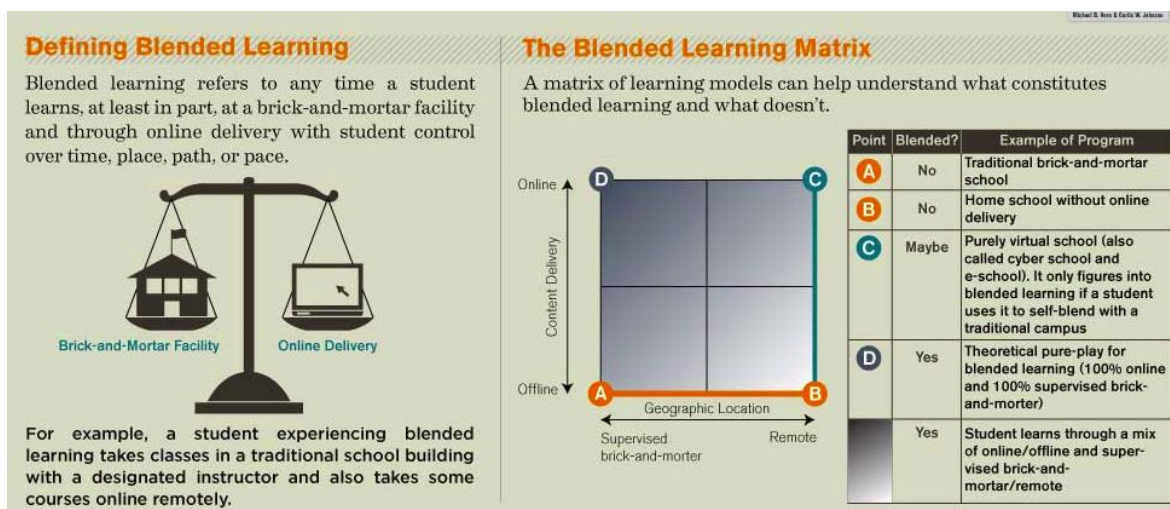 Michael B. Horn & Curtis W. Johnson
Defining Blended Learning
Blended learning refers to any time a student
learns, at least in part, at a brick-and-mortar facility
and through online delivery with student control
over time, place, path, or pace.
Brick-and-Mortar Facility
Online Delivery
For example, a student experiencing blended
learning takes classes in a traditional school building
with a designated instructor and also takes some
courses online remotely.
The Blended Learning Matrix
A matrix of learning models can help understand what constitutes
blended learning and what doesn't.
Online
D
C
Content Delivery
Offline
A
B
Geographic Location
Supervised
brick-and-morter
Remote
Point Blended? Example of Program
A No Traditional brick-and-mortar
school
B No Home school without online
delivery
C Maybe Purely virtual school (also
called cyber school and
e-school). It only figures into
blended learning if a student
uses it to self-blend with a
traditional campus
D Yes Theoretical pure-play for
blended learning (100% online
and 100% supervised brick-
and-morter)
Yes Student learns through a mix
of online/offline and super-
vised brick-and-
mortar/remote